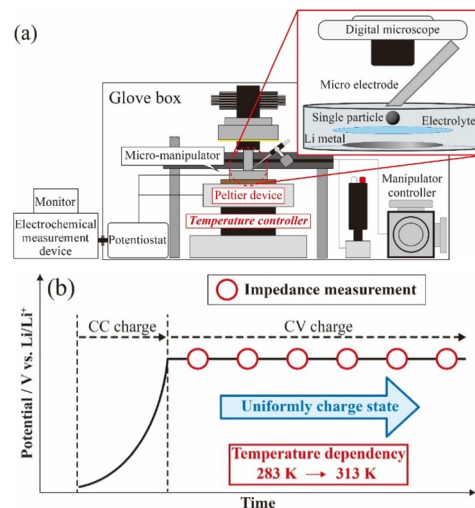 (a)
Digital microscope
Glove box
Micro electrode
Single particle
Electrolyte
Li metal
Micro-manipulator
Peltier device
Manipulator
controller
Monitor
Temperature controller
Electrochemical
measurement
device
Potentiostat
(b)
Impedance measurement
CC charge
CV charge
Potential / V vs. Li/Li⁺
Uniformly charge state
Temperature dependency
283 K → 313 K
Time